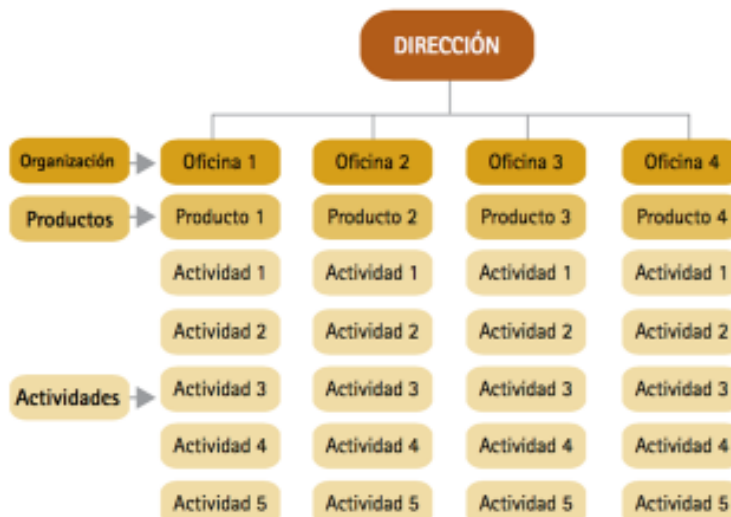 DIRECCIÓN
Organización Oficina 1 Oficina 2 Oficina 3 Oficina 4
Productos Producto 1 Producto 2 Producto 3 Producto 4
Actividad 1 Actividad 1 Actividad 1 Actividad 1
Actividad 2 Actividad 2 Actividad 2 Actividad 2
Actividades Actividad 3 Actividad 3 Actividad 3 Actividad 3
Actividad 4 Actividad 4 Actividad 4 Actividad 4
Actividad 5 Actividad 5 Actividad 5 Actividad 5